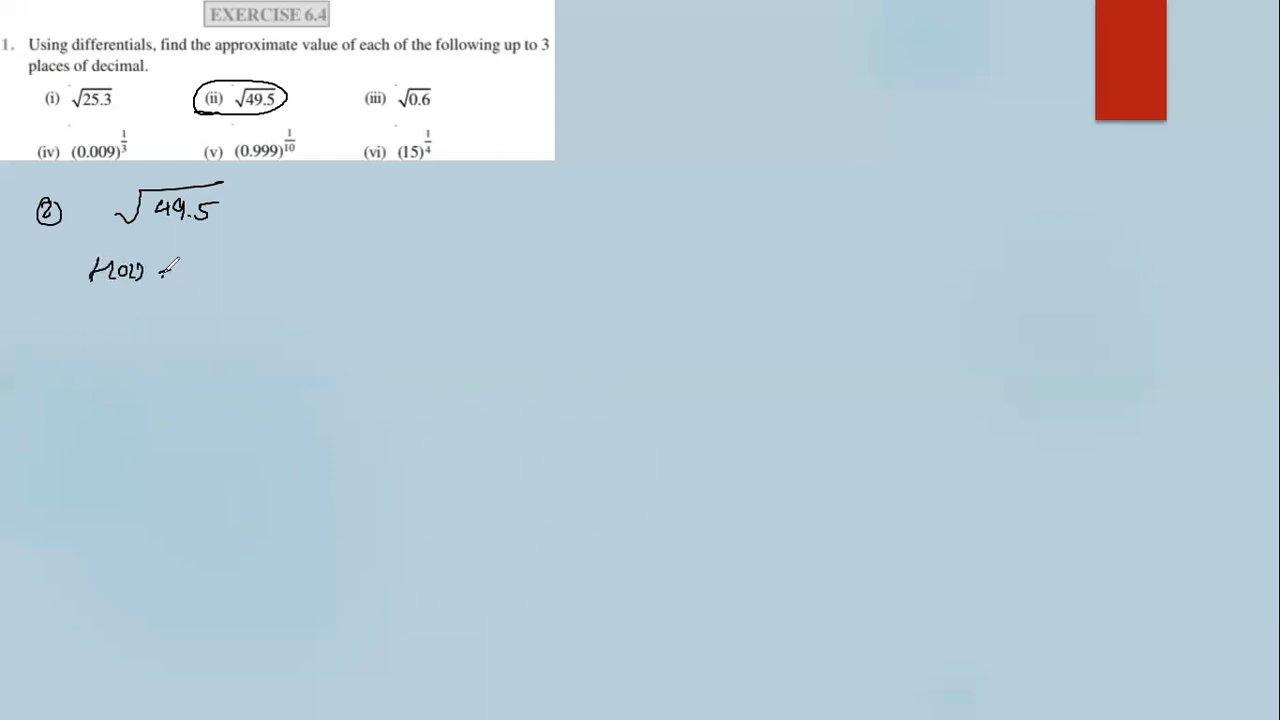 EXERCISE 6.4
1. Using differentials, find the approximate value of each of the following up to 3
places of decimal.
(i) √25.3 (ii) √49.5 (iii) √0.6
(iv) (0.009)^(1/3) (v) (0.999)^(1/10) (vi) (15)^(1/4)
② √49.5